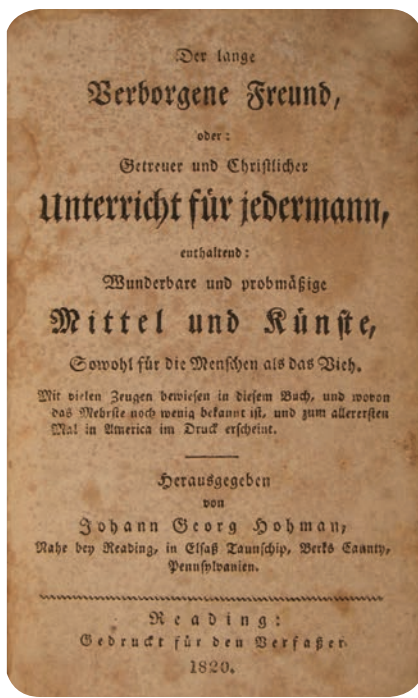 Der lange
Verborgene Freund,
oder:
Getreuer und Christlicher
Unterricht für jedermann,
enthaltend:
Wunderbare und probmäßige
Mittel und Künste,
Sowohl für die Menschen als das Vieh.
Mit vielen Zeugen bewiesen in diesem Buch, und wovon
das Mehrste noch wenig bekannt ist, und zum allerersten
Mal in America im Druck erscheint.
Herausgegeben
von
Johann Georg Hohman,
Nahe bey Reading, in Elsaß Taunschip, Berks Caunty,
Pennsylvanien.
Reading:
Gedruckt für den Verfaßer.
1820.